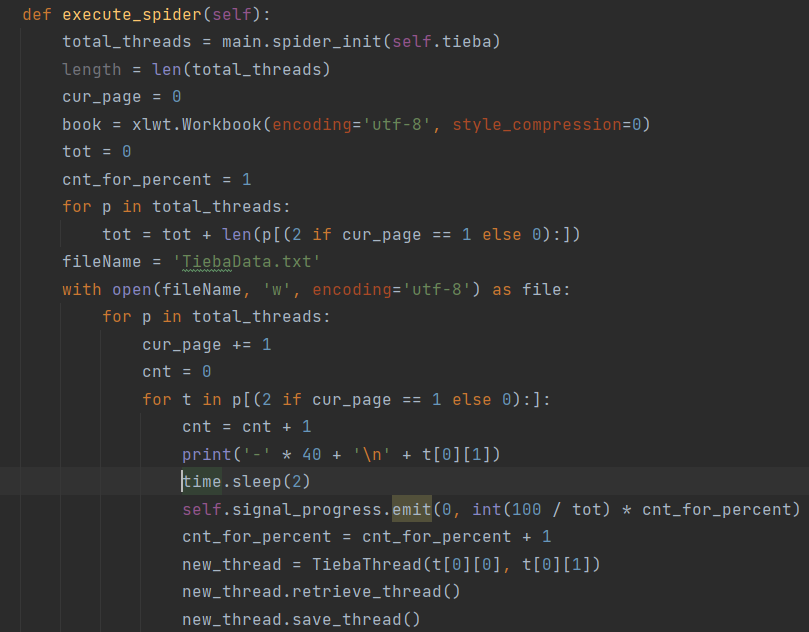 def execute_spider(self):
    total_threads = main.spider_init(self.tieba)
    length = len(total_threads)
    cur_page = 0
    book = xlwt.Workbook(encoding='utf-8', style_compression=0)
    tot = 0
    cnt_for_percent = 1
    for p in total_threads:
        tot = tot + len(p[(2 if cur_page == 1 else 0):])
    fileName = 'TiebaData.txt'
    with open(fileName, 'w', encoding='utf-8') as file:
        for p in total_threads:
            cur_page += 1
            cnt = 0
            for t in p[(2 if cur_page == 1 else 0):]:
                cnt = cnt + 1
                print('-' * 40 + '\n' + t[0][1])
                time.sleep(2)
                self.signal_progress.emit(0, int(100 / tot) * cnt_for_percent)
                cnt_for_percent = cnt_for_percent + 1
                new_thread = TiebaThread(t[0][0], t[0][1])
                new_thread.retrieve_thread()
                new_thread.save_thread()